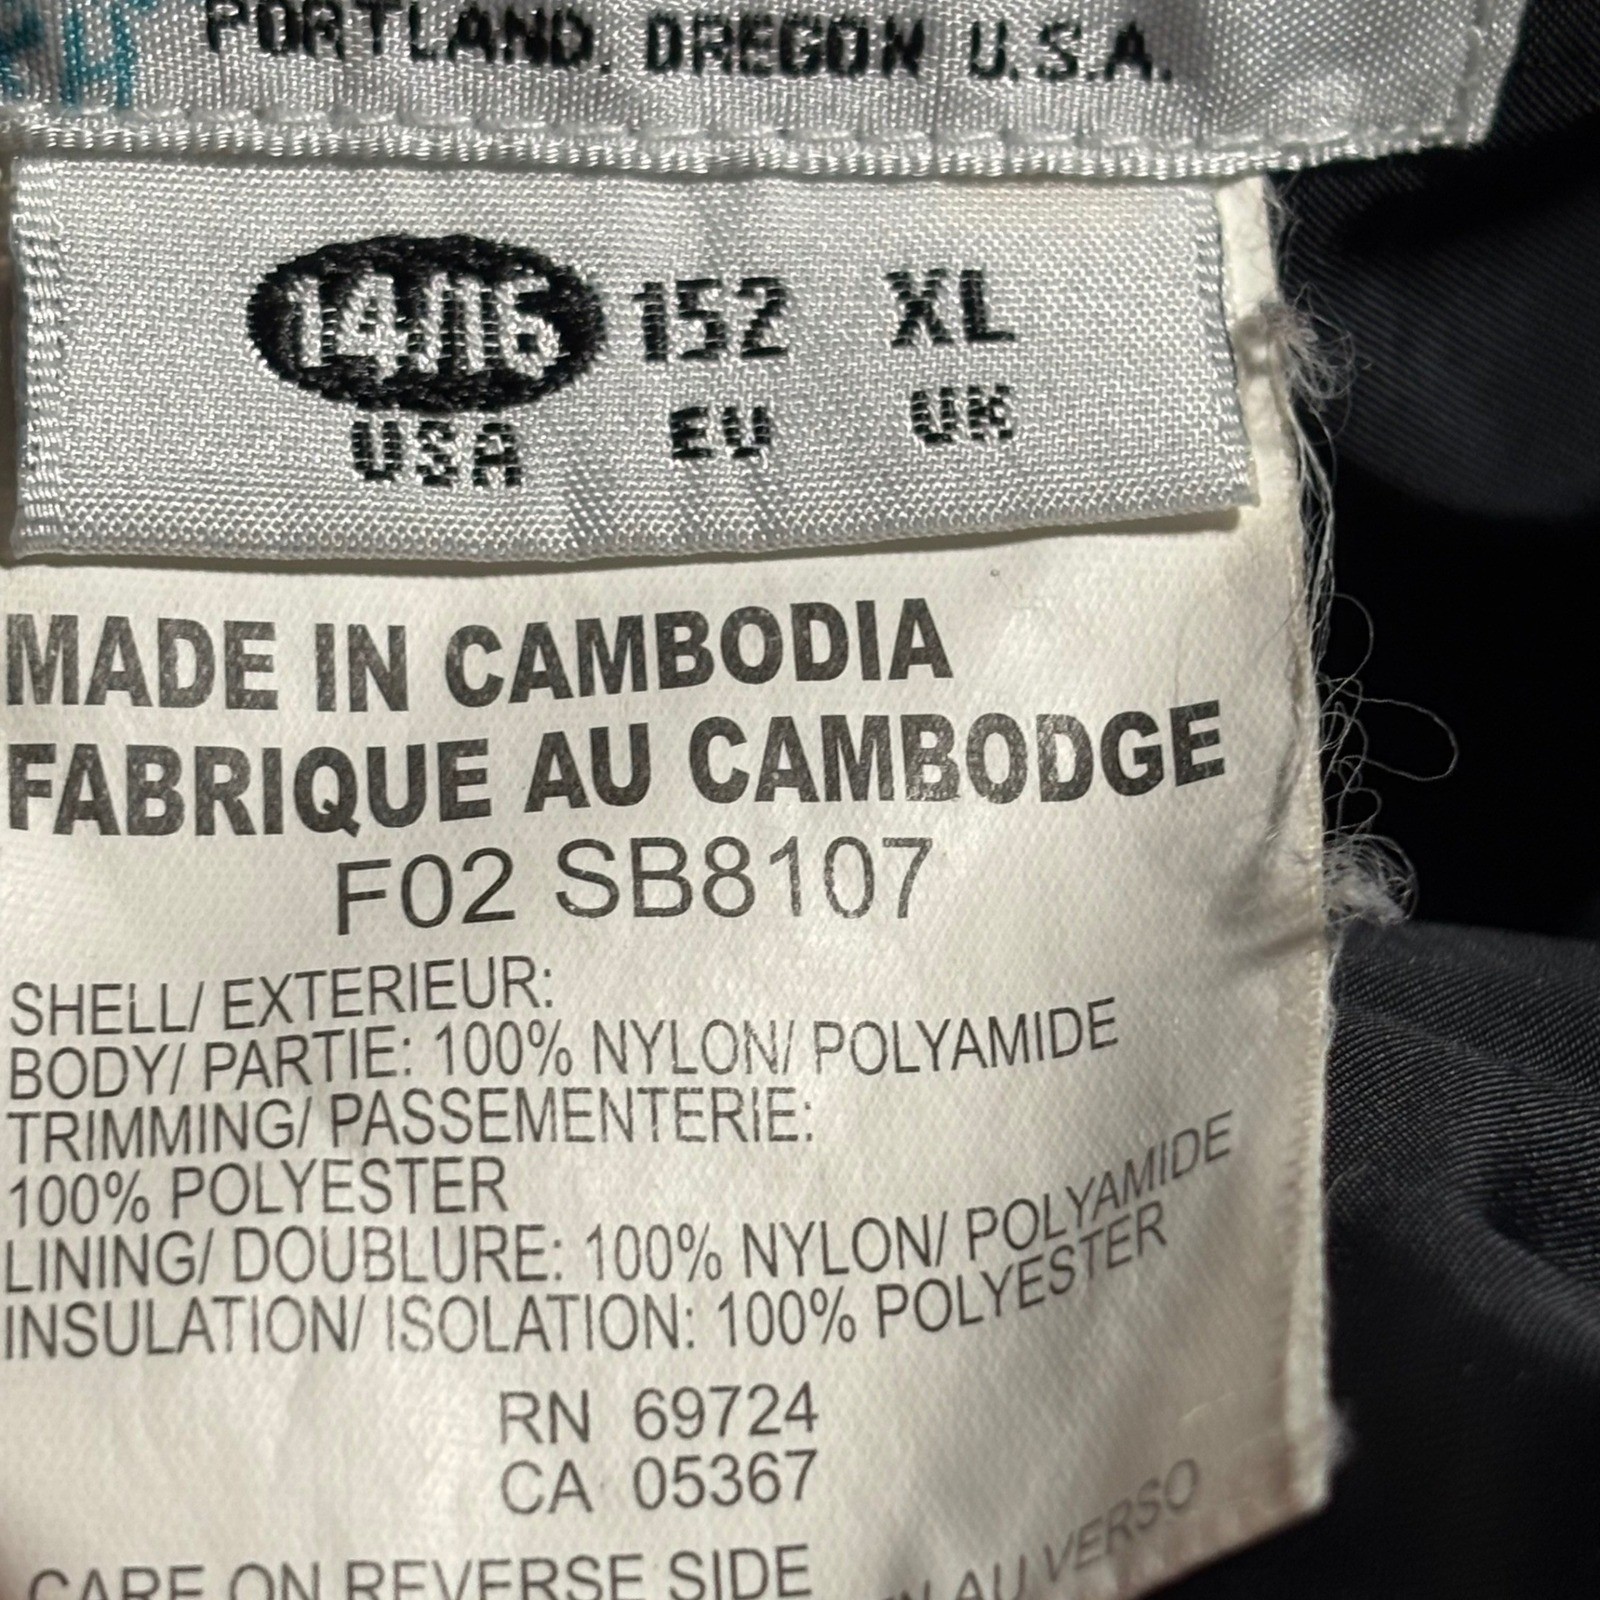 PORTLAND, OREGON U.S.A.
14/16 152 XL
USA EU UK
MADE IN CAMBODIA
FABRIQUE AU CAMBODGE
F02 SB8107
SHELL/ EXTERIEUR:
BODY/ PARTIE: 100% NYLON/ POLYAMIDE
TRIMMING/ PASSEMENTERIE:
100% POLYESTER
LINING/ DOUBLURE: 100% NYLON/ POLYAMIDE
INSULATION/ ISOLATION: 100% POLYESTER
RN 69724
CA 05367
CARE ON REVERSE SIDE
AU VERSO